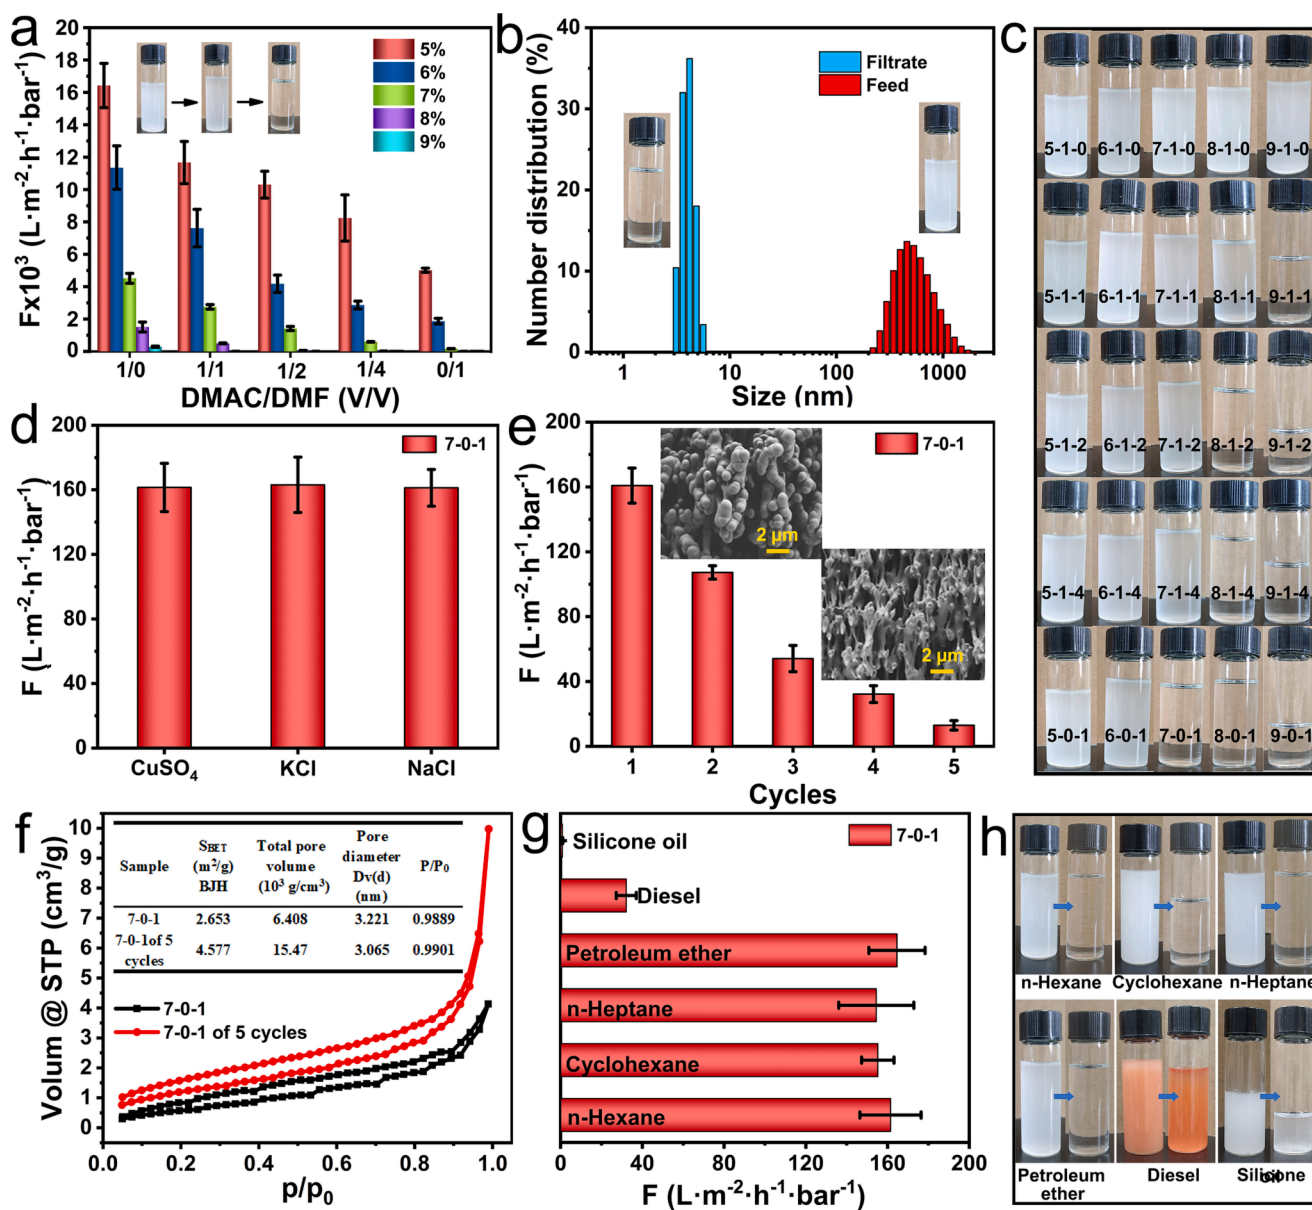 a
Fx10³ (L·m⁻²·h⁻¹·bar⁻¹)
20
18
16
14
12
10
8
6
4
2
0
5%
6%
7%
8%
9%
1/0 1/1 1/2 1/4 0/1
DMAC/DMF (V/V)
b
Number distribution (%)
40
30
20
10
0
Filtrate
Feed
1 10 100 1000
Size (nm)
c
5-1-0 6-1-0 7-1-0 8-1-0 9-1-0
5-1-1 6-1-1 7-1-1 8-1-1 9-1-1
5-1-2 6-1-2 7-1-2 8-1-2 9-1-2
5-1-4 6-1-4 7-1-4 8-1-4 9-1-4
5-0-1 6-0-1 7-0-1 8-0-1 9-0-1
d
F (L·m⁻²·h⁻¹·bar⁻¹)
200
160
120
80
40
0
7-0-1
CuSO₄ KCl NaCl
e
F (L·m⁻²·h⁻¹·bar⁻¹)
200
160
120
80
40
0
7-0-1
2 µm
2 µm
1 2 3 4 5
Cycles
f
Volum @ STP (cm³/g)
10
9
8
7
6
5
4
3
2
1
0
Sample SBET (m²/g) BJH Total pore volume (10³ g/cm³) Pore diameter Dv(d) (nm) P/P₀
7-0-1 2.653 6.408 3.221 0.9889
7-0-1of 5 cycles 4.577 15.47 3.065 0.9901
7-0-1
7-0-1 of 5 cycles
0.0 0.2 0.4 0.6 0.8 1.0
p/p₀
g
7-0-1
Silicone oil
Diesel
Petroleum ether
n-Heptane
Cyclohexane
n-Hexane
0 40 80 120 160 200
F (L·m⁻²·h⁻¹·bar⁻¹)
h
n-Hexane Cyclohexane n-Heptane
Petroleum ether Diesel Silicone oil